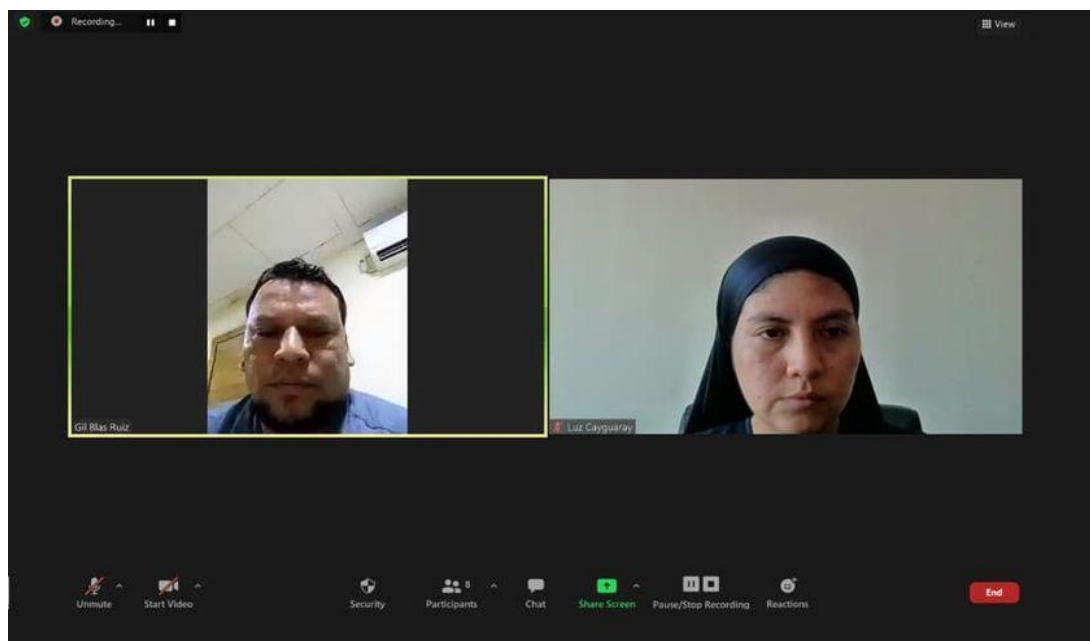 Recording...
View
Gil Blas Ruiz
Luz Cayguaray
Unmute
Start Video
Security
Participants
8
Chat
Share Screen
Pause/Stop Recording
Reactions
End